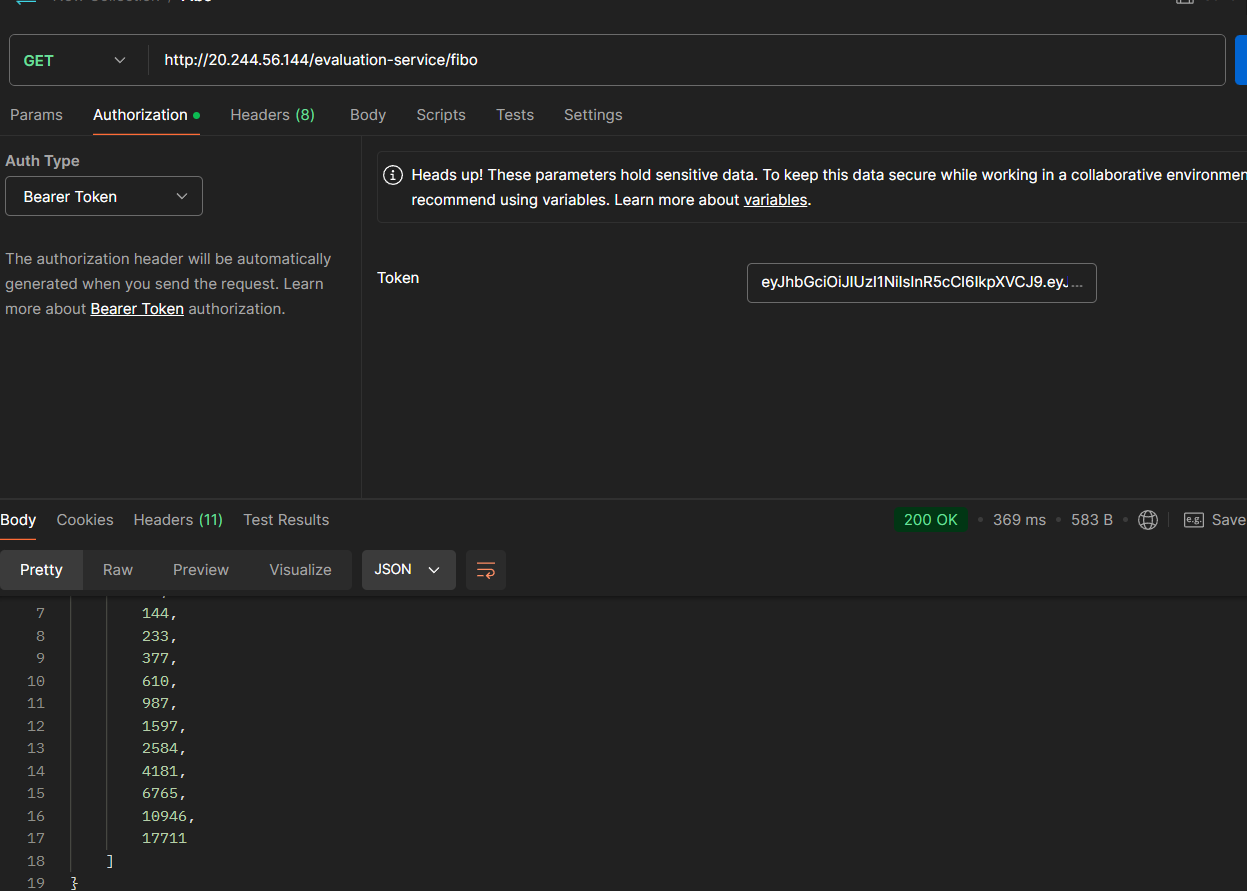 GET http://20.244.56.144/evaluation-service/fibo
Params Authorization Headers (8) Body Scripts Tests Settings
Auth Type
Bearer Token
The authorization header will be automatically
generated when you send the request. Learn
more about Bearer Token authorization.
Heads up! These parameters hold sensitive data. To keep this data secure while working in a collaborative environmen
recommend using variables. Learn more about variables.
Token
Body Cookies Headers (11) Test Results
200 OK • 369 ms • 583 B • e.g. Save
Pretty Raw Preview Visualize JSON
7 144,
8 233,
9 377,
10 610,
11 987,
12 1597,
13 2584,
14 4181,
15 6765,
16 10946,
17 17711
18 ]
19 }